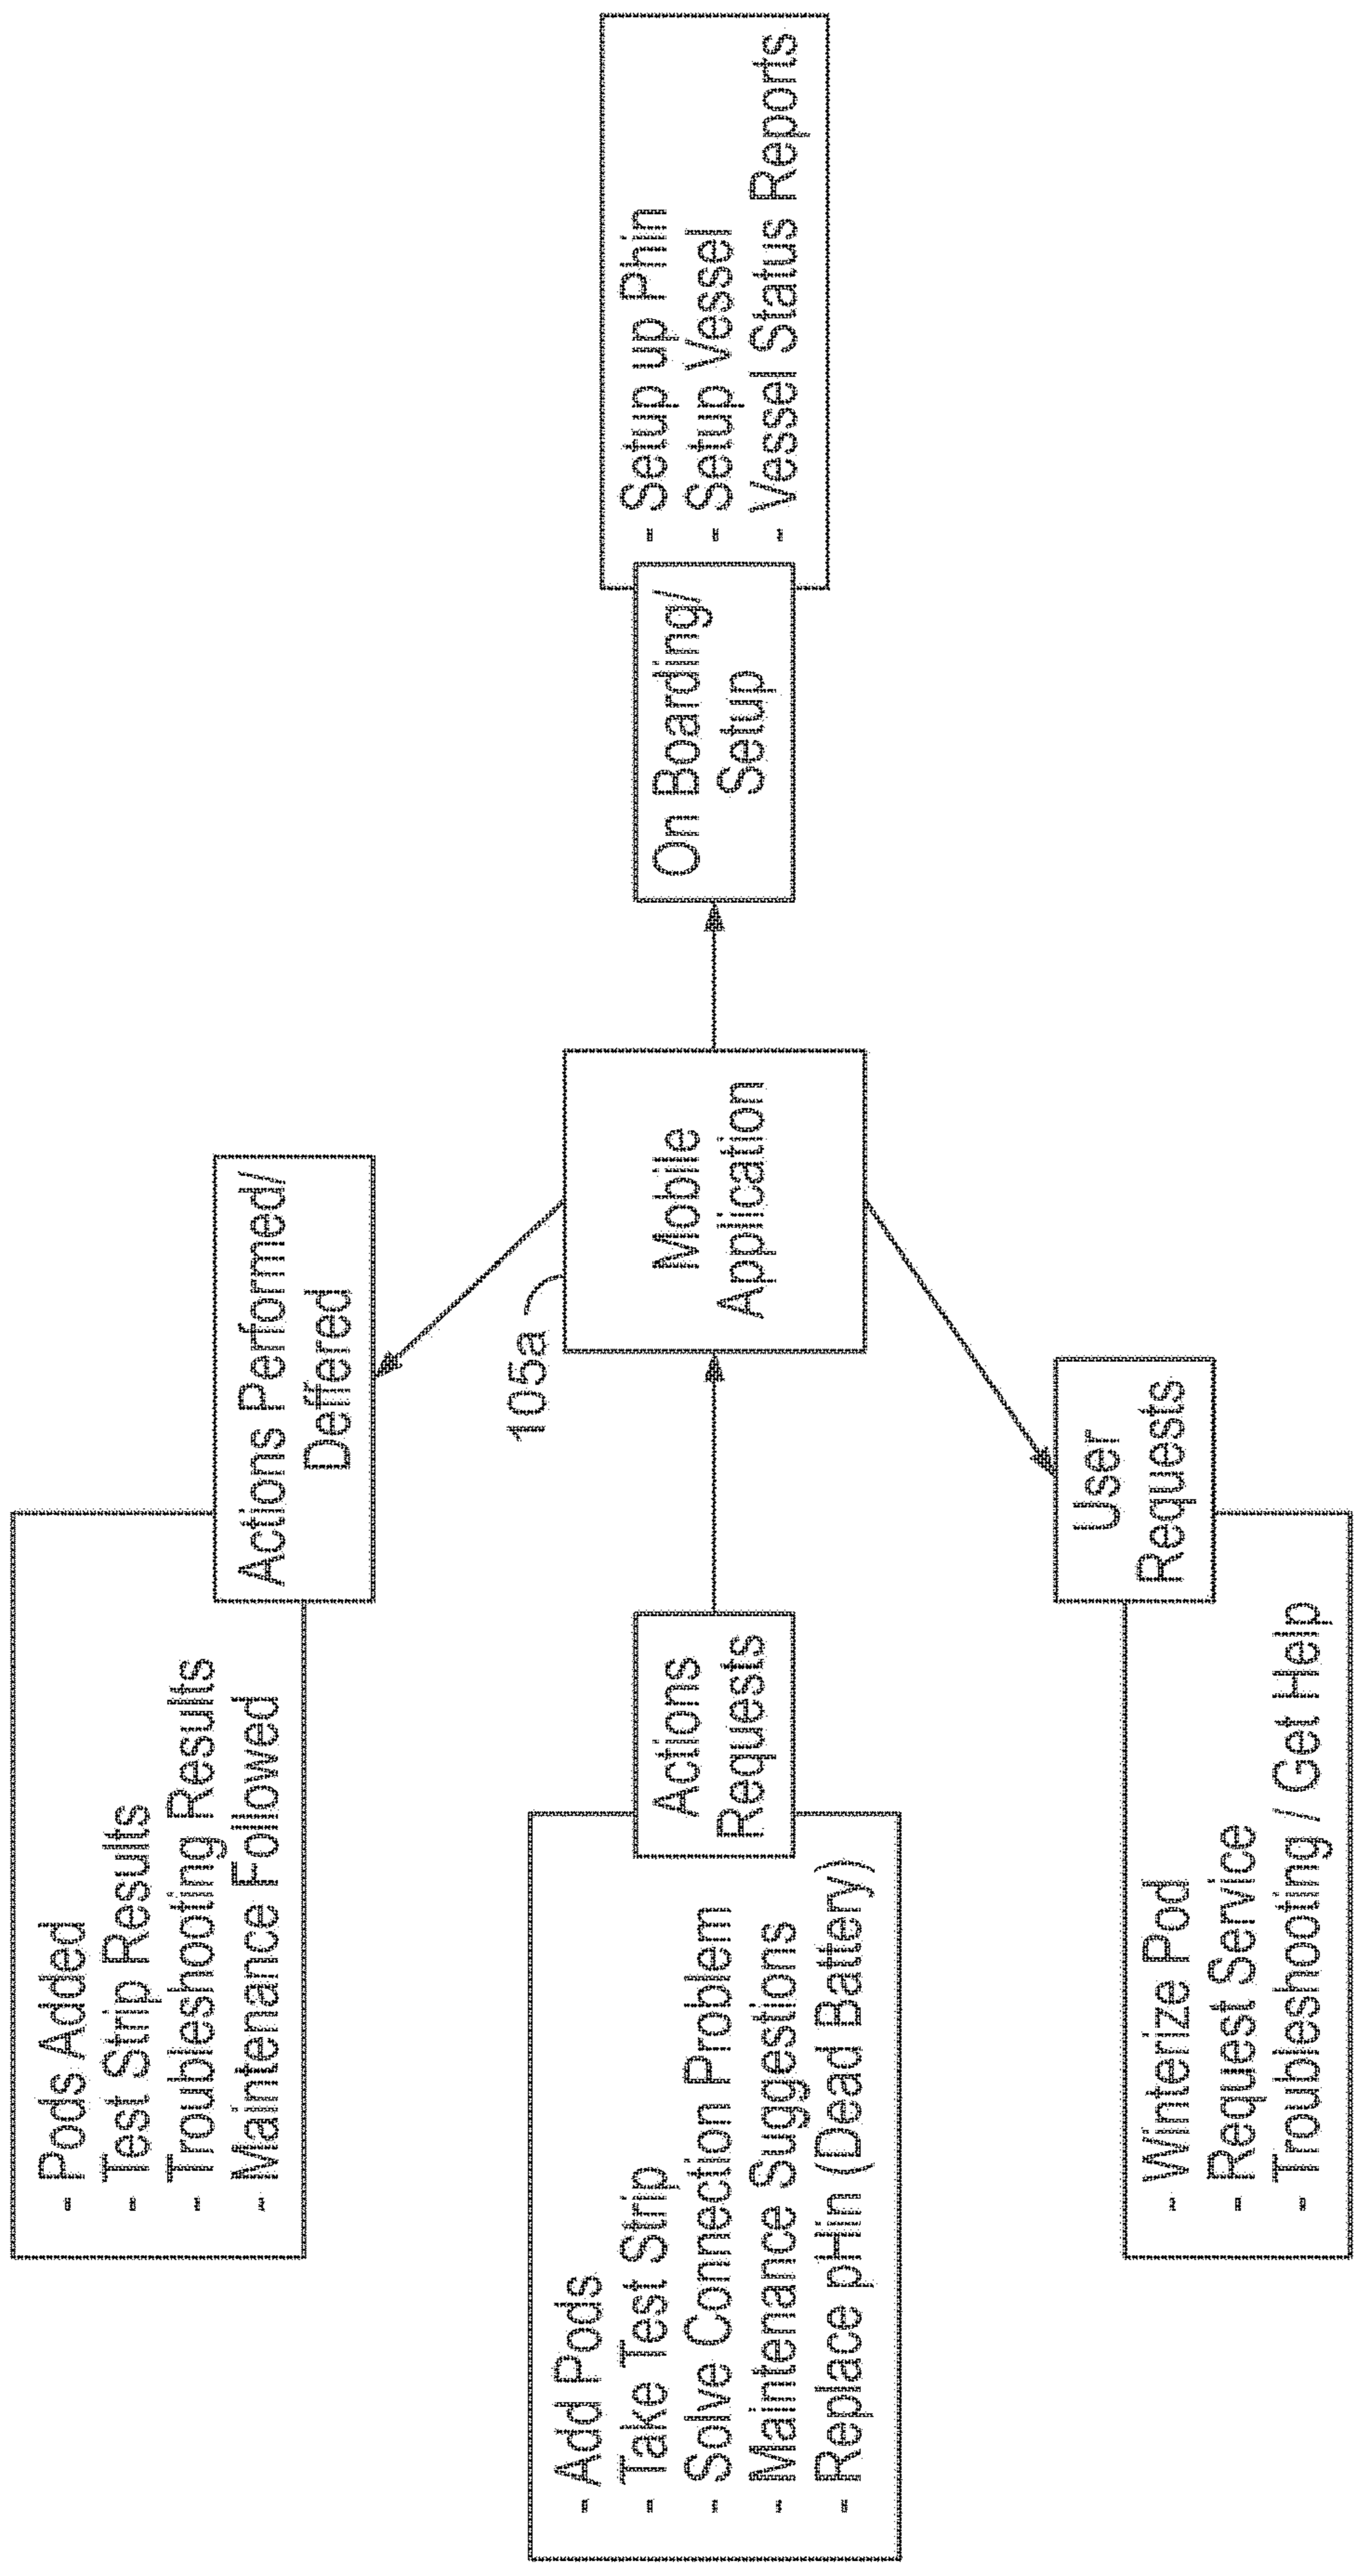 - Pods Added
- Test Strip Results
- Troubleshooting Results
- Maintenance Followed
Actions Performed/
Deffered
105a
- Add Pods
- Take Test Strip
- Solve Connection Problem
- Maintenance Suggestions
- Replace pHin (Dead Battery)
Actions
Requests
Mobile
Application
On Boarding/
Setup
- Setup up Phin
- Setup Vessel
- Vessel Status Reports
User
Requests
- Winterize Pod
- Request Service
- Troubleshooting / Get Help